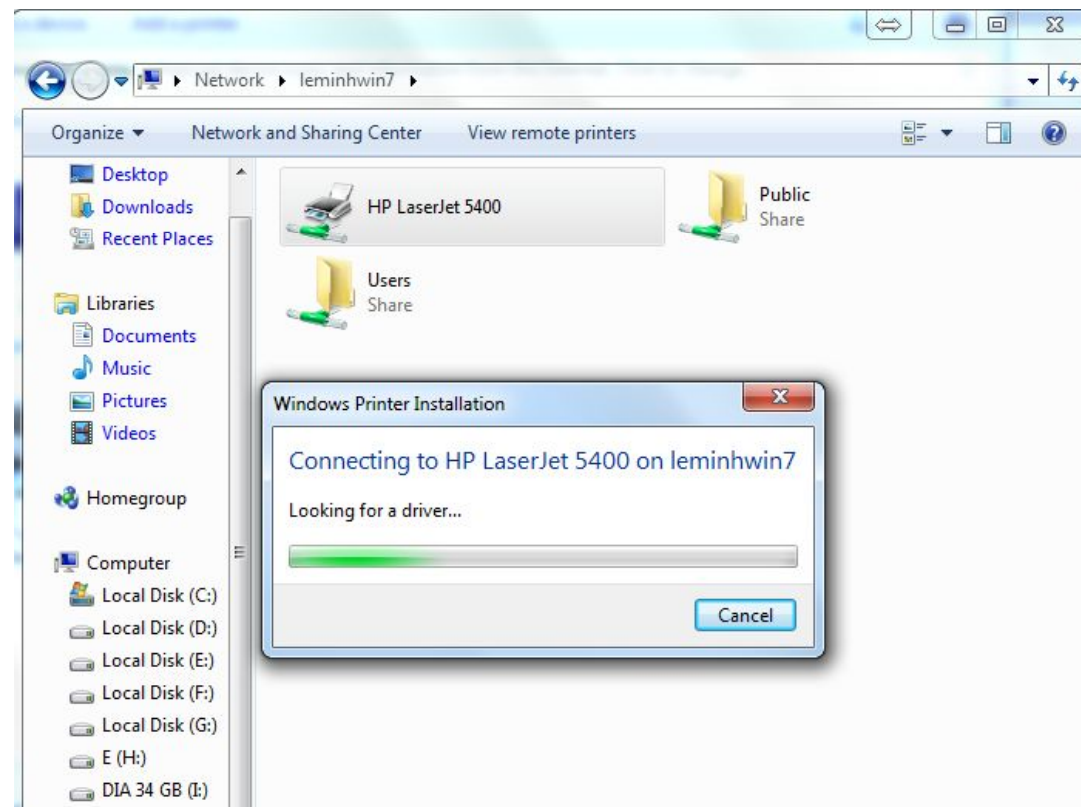 Network ▸ leminhwin7 ▸
Organize
Network and Sharing Center
View remote printers
Desktop
Downloads
Recent Places
Libraries
Documents
Music
Pictures
Videos
Homegroup
Computer
Local Disk (C:)
Local Disk (D:)
Local Disk (E:)
Local Disk (F:)
Local Disk (G:)
E (H:)
DIA 34 GB (I:)
HP LaserJet 5400
Public
Share
Users
Share
Windows Printer Installation
Connecting to HP LaserJet 5400 on leminhwin7
Looking for a driver...
Cancel